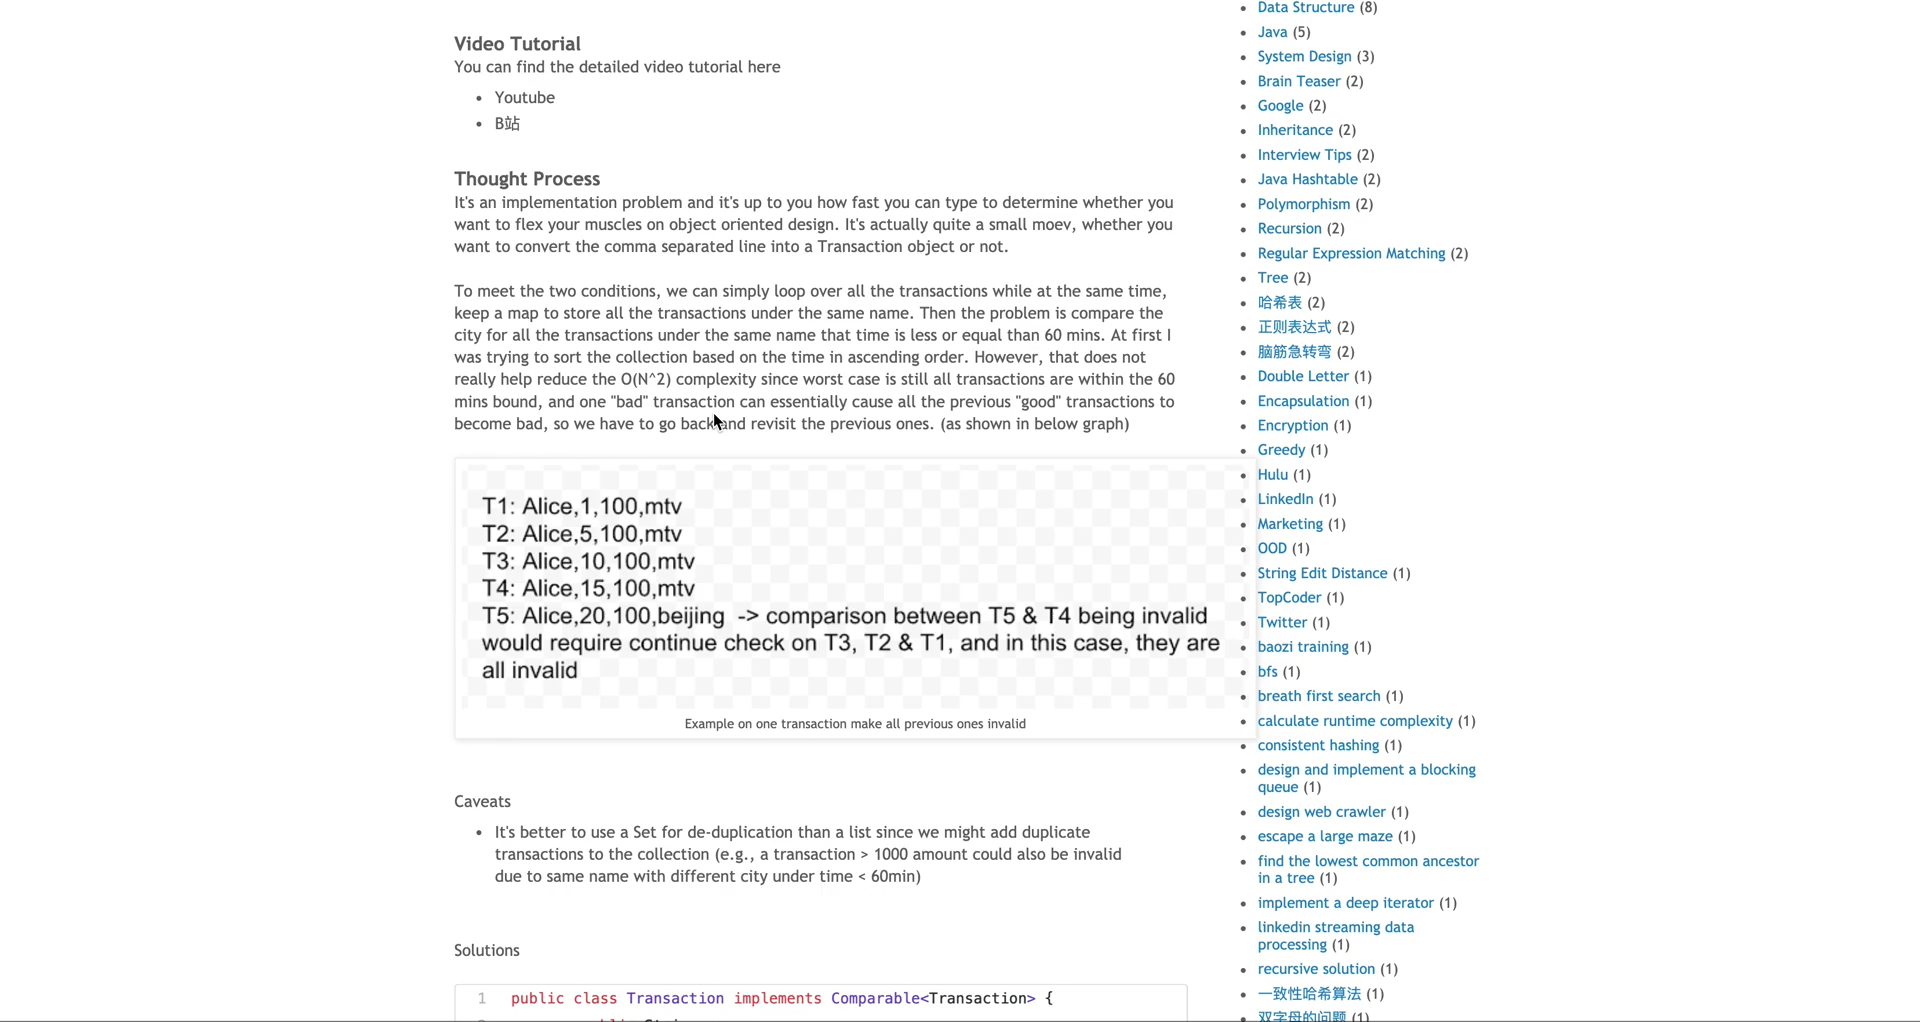 Video Tutorial
You can find the detailed video tutorial here
Youtube
B站
Thought Process
It's an implementation problem and it's up to you how fast you can type to determine whether you
want to flex your muscles on object oriented design. It's actually quite a small moev, whether you
want to convert the comma separated line into a Transaction object or not.
To meet the two conditions, we can simply loop over all the transactions while at the same time,
keep a map to store all the transactions under the same name. Then the problem is compare the
city for all the transactions under the same name that time is less or equal than 60 mins. At first I
was trying to sort the collection based on the time in ascending order. However, that does not
really help reduce the O(N^2) complexity since worst case is still all transactions are within the 60
mins bound, and one "bad" transaction can essentially cause all the previous "good" transactions to
become bad, so we have to go back and revisit the previous ones. (as shown in below graph)
T1: Alice,1,100,mtv
T2: Alice,5,100,mtv
T3: Alice,10,100,mtv
T4: Alice,15,100,mtv
T5: Alice,20,100,beijing -> comparison between T5 & T4 being invalid
would require continue check on T3, T2 & T1, and in this case, they are
all invalid
Example on one transaction make all previous ones invalid
Caveats
It's better to use a Set for de-duplication than a list since we might add duplicate
transactions to the collection (e.g., a transaction > 1000 amount could also be invalid
due to same name with different city under time < 60min)
Solutions
1 public class Transaction implements Comparable<Transaction> {
Data Structure (8)
Java (5)
System Design (3)
Brain Teaser (2)
Google (2)
Inheritance (2)
Interview Tips (2)
Java Hashtable (2)
Polymorphism (2)
Recursion (2)
Regular Expression Matching (2)
Tree (2)
哈希表 (2)
正则表达式 (2)
脑筋急转弯 (2)
Double Letter (1)
Encapsulation (1)
Encryption (1)
Greedy (1)
Hulu (1)
LinkedIn (1)
Marketing (1)
OOD (1)
String Edit Distance (1)
TopCoder (1)
Twitter (1)
baozi training (1)
bfs (1)
breath first search (1)
calculate runtime complexity (1)
consistent hashing (1)
design and implement a blocking
queue (1)
design web crawler (1)
escape a large maze (1)
find the lowest common ancestor
in a tree (1)
implement a deep iterator (1)
linkedin streaming data
processing (1)
recursive solution (1)
一致性哈希算法 (1)
双字母的问题 (1)